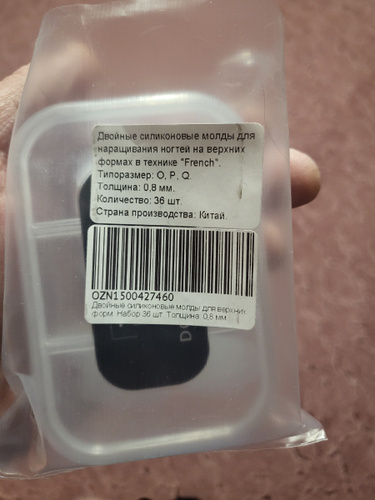 Двойные силиконовые молды для
наращивания ногтей на верхних
формах в технике "French".
Типоразмер: O, P, Q.
Толщина: 0,8 мм.
Количество: 36 шт.
Страна производства: Китай.
OZN1500427460
Двойные силиконовые молды для верхних
форм. Набор 36 шт. Толщина: 0,8 мм